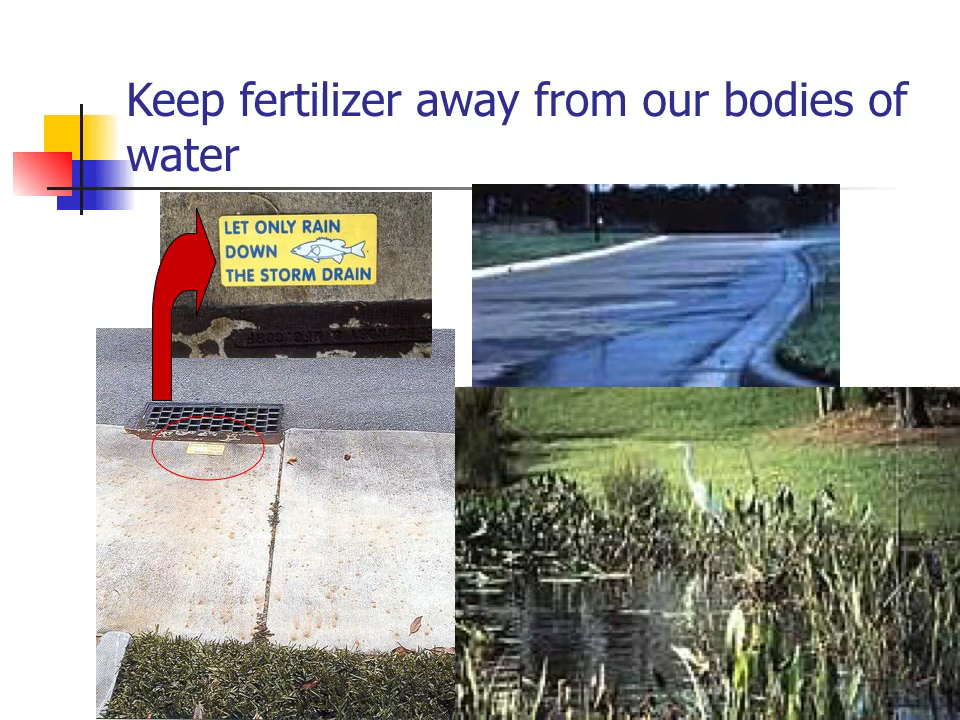 Keep fertilizer away from our bodies of
water
LET ONLY RAIN
DOWN
THE STORM DRAIN